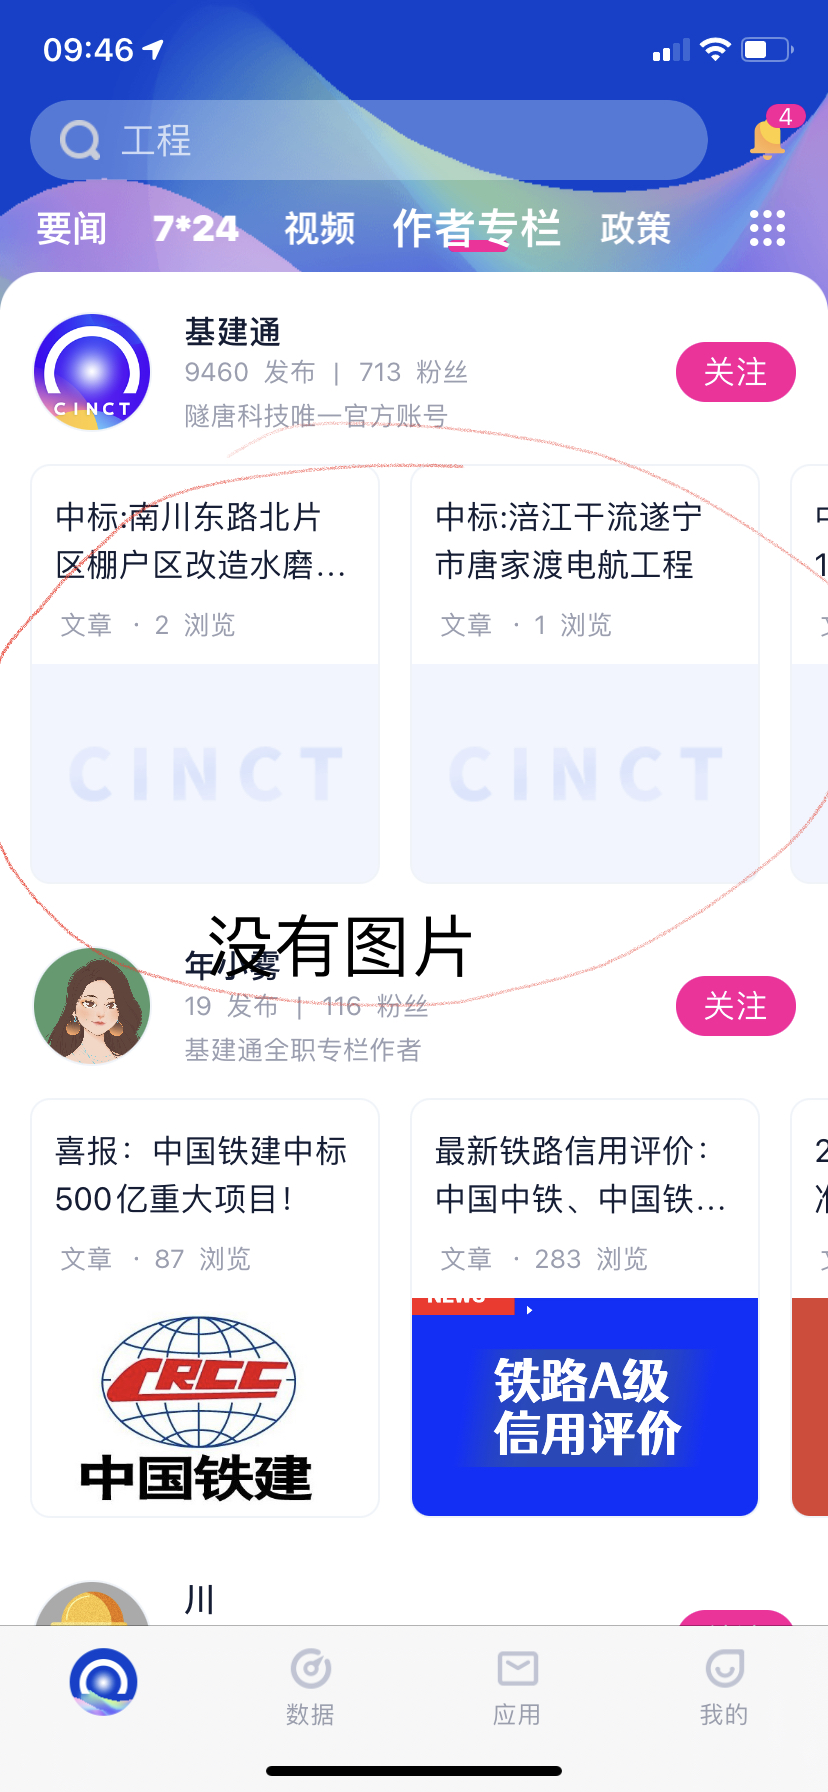 09:46
工程
4
要闻 7*24 视频 作者专栏 政策
基建通
9460 发布 | 713 粉丝
关注
隧唐科技唯一官方账号
CINCT
中标:南川东路北片
区棚户区改造水磨...
文章 · 2 浏览
CINCT
中标:涪江干流遂宁
市唐家渡电航工程
文章 · 1 浏览
CINCT
没有图片
年小雾
19 发布 | 116 粉丝
关注
基建通全职专栏作者
喜报：中国铁建中标
500亿重大项目！
文章 · 87 浏览
CRCC
中国铁建
最新铁路信用评价：
中国中铁、中国铁...
文章 · 283 浏览
NEWS
铁路A级
信用评价
2
川
数据 应用 我的